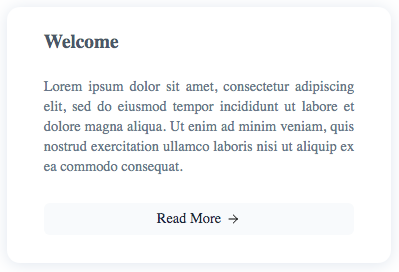 Welcome
Lorem ipsum dolor sit amet, consectetur adipiscing
elit, sed do eiusmod tempor incididunt ut labore et
dolore magna aliqua. Ut enim ad minim veniam, quis
nostrud exercitation ullamco laboris nisi ut aliquip ex
ea commodo consequat.
Read More →